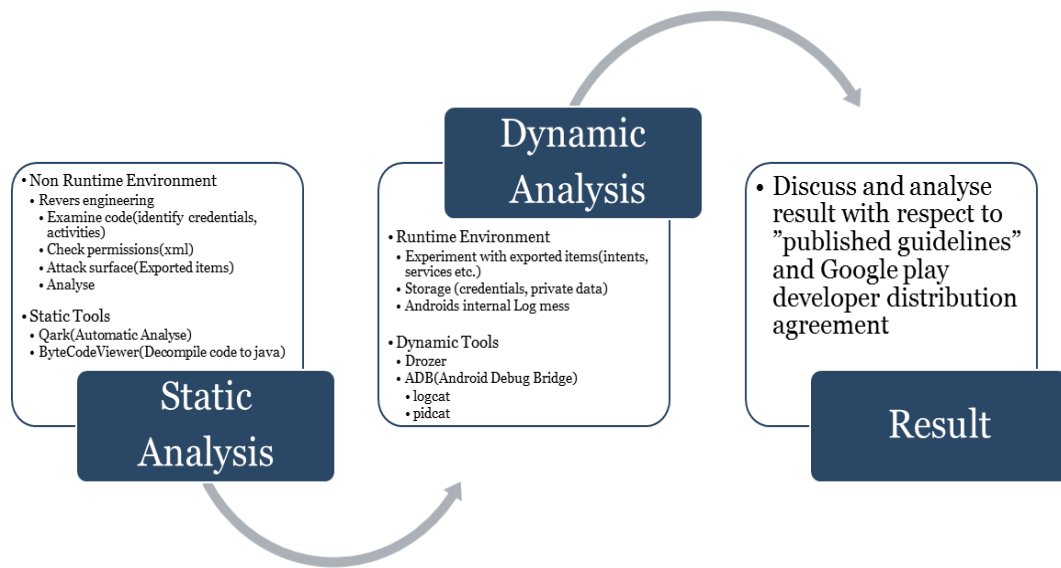 • Non Runtime Environment
• Revers engineering
• Examine code(identify credentials,
activities)
• Check permissions(xml)
• Attack surface(Exported items)
• Analyse
• Static Tools
• Qark(Automatic Analyse)
• ByteCodeViewer(Decompile code to java)
Static
Analysis
Dynamic
Analysis
• Runtime Environment
• Experiment with exported items(intents,
services etc.)
• Storage (credentials, private data)
• Androids internal Log mess
• Dynamic Tools
• Drozer
• ADB(Android Debug Bridge)
• logcat
• pidcat
• Discuss and analyse
result with respect to
”published guidelines”
and Google play
developer distribution
agreement
Result